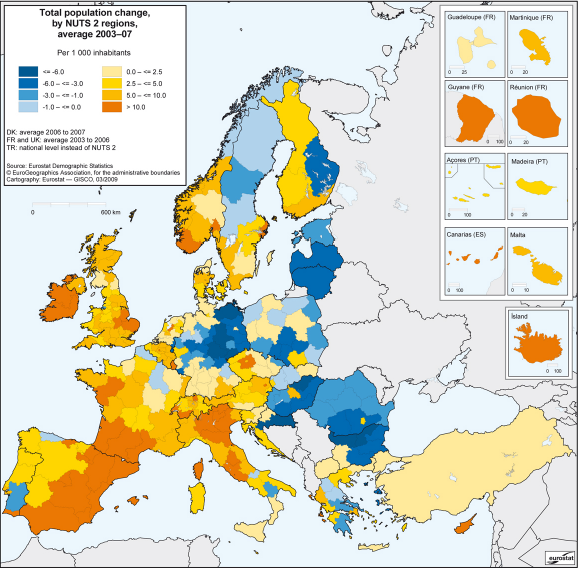 Total population change,
by NUTS 2 regions,
average 2003–07
Per 1 000 inhabitants
<= -6.0
-6.0 – <= -3.0
-3.0 – <= -1.0
-1.0 – <= 0.0
0.0 – <= 2.5
2.5 – <= 5.0
5.0 – <= 10.0
> 10.0
DK: average 2006 to 2007
FR and UK: average 2003 to 2006
TR: national level instead of NUTS 2
Source: Eurostat Demographic Statistics
© EuroGeographics Association, for the administrative boundaries
Cartography: Eurostat — GISCO, 03/2009
0 600 km
Guadeloupe (FR)
0 25
Martinique (FR)
0 20
Guyane (FR)
0 100
Réunion (FR)
0 20
Açores (PT)
0 100
Madeira (PT)
0 20
Canarias (ES)
0 100
Malta
0 10
Ísland
0 100
eurostat